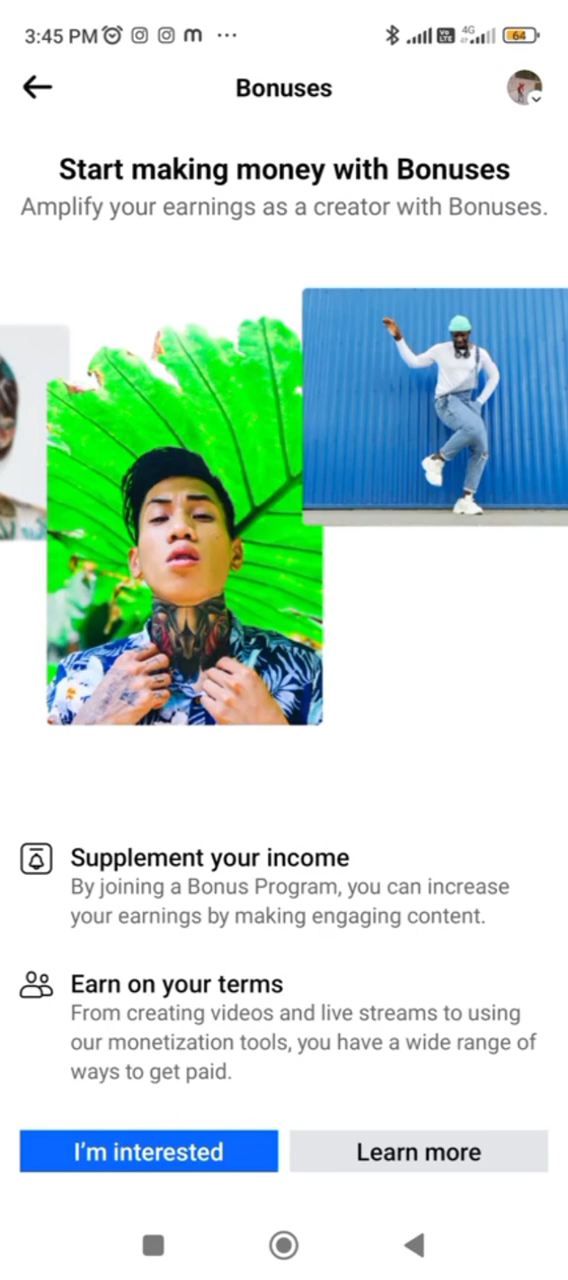 3:45 PM
VoLTE 4G 64
Bonuses
Start making money with Bonuses
Amplify your earnings as a creator with Bonuses.
Supplement your income
By joining a Bonus Program, you can increase
your earnings by making engaging content.
Earn on your terms
From creating videos and live streams to using
our monetization tools, you have a wide range of
ways to get paid.
I'm interested
Learn more